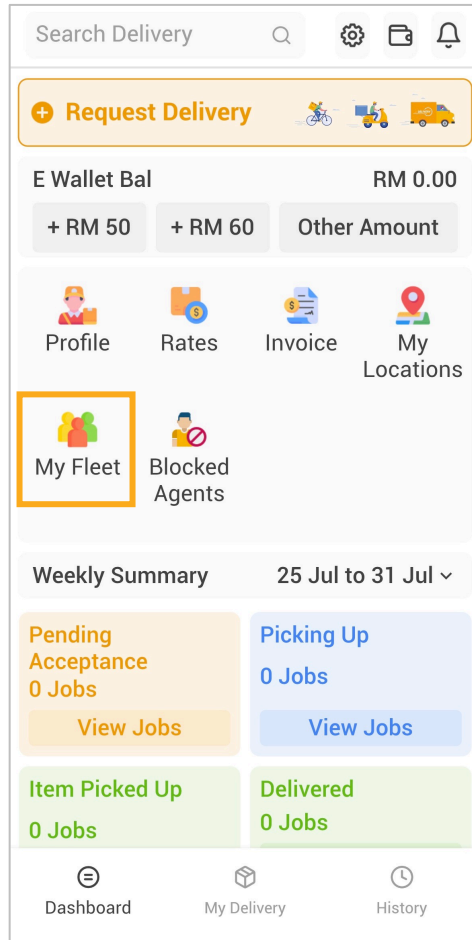 Search Delivery
Request Delivery
E Wallet Bal RM 0.00
+ RM 50 + RM 60 Other Amount
Profile Rates Invoice My
Locations
My Fleet Blocked
Agents
Weekly Summary 25 Jul to 31 Jul
Pending
Acceptance
0 Jobs
View Jobs
Picking Up
0 Jobs
View Jobs
Item Picked Up
0 Jobs
Delivered
0 Jobs
Dashboard My Delivery History